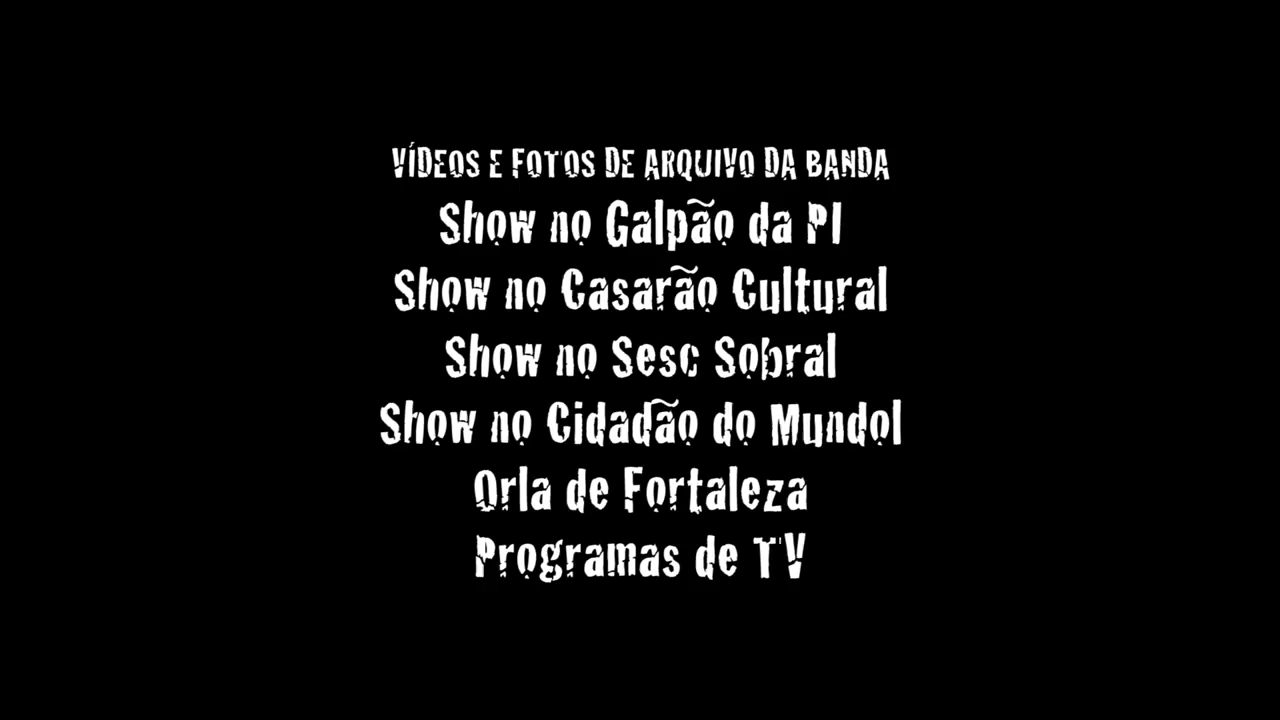 VÍDEOS E FOTOS DE ARQUIVO DA BANDA
Show no Galpão da PI
Show no Casarão Cultural
Show no Sesc Sobral
Show no Cidadão do Mundol
Orla de Fortaleza
Programas de TV